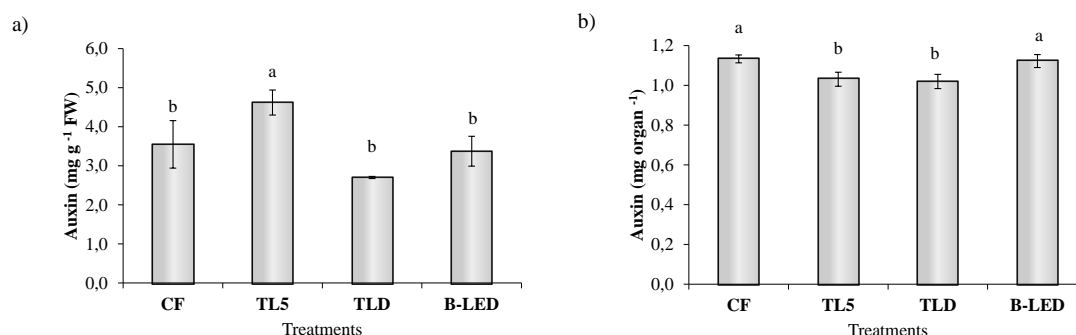 a)
Auxin (mg g -1 FW)
6,0
5,0
4,0
3,0
2,0
1,0
0,0
b
a
b
b
CF TL5 TLD B-LED
Treatments
b)
Auxin (mg organ -1)
1,2
1,0
0,8
0,6
0,4
0,2
0,0
a
b
b
a
CF TL5 TLD B-LED
Treatments